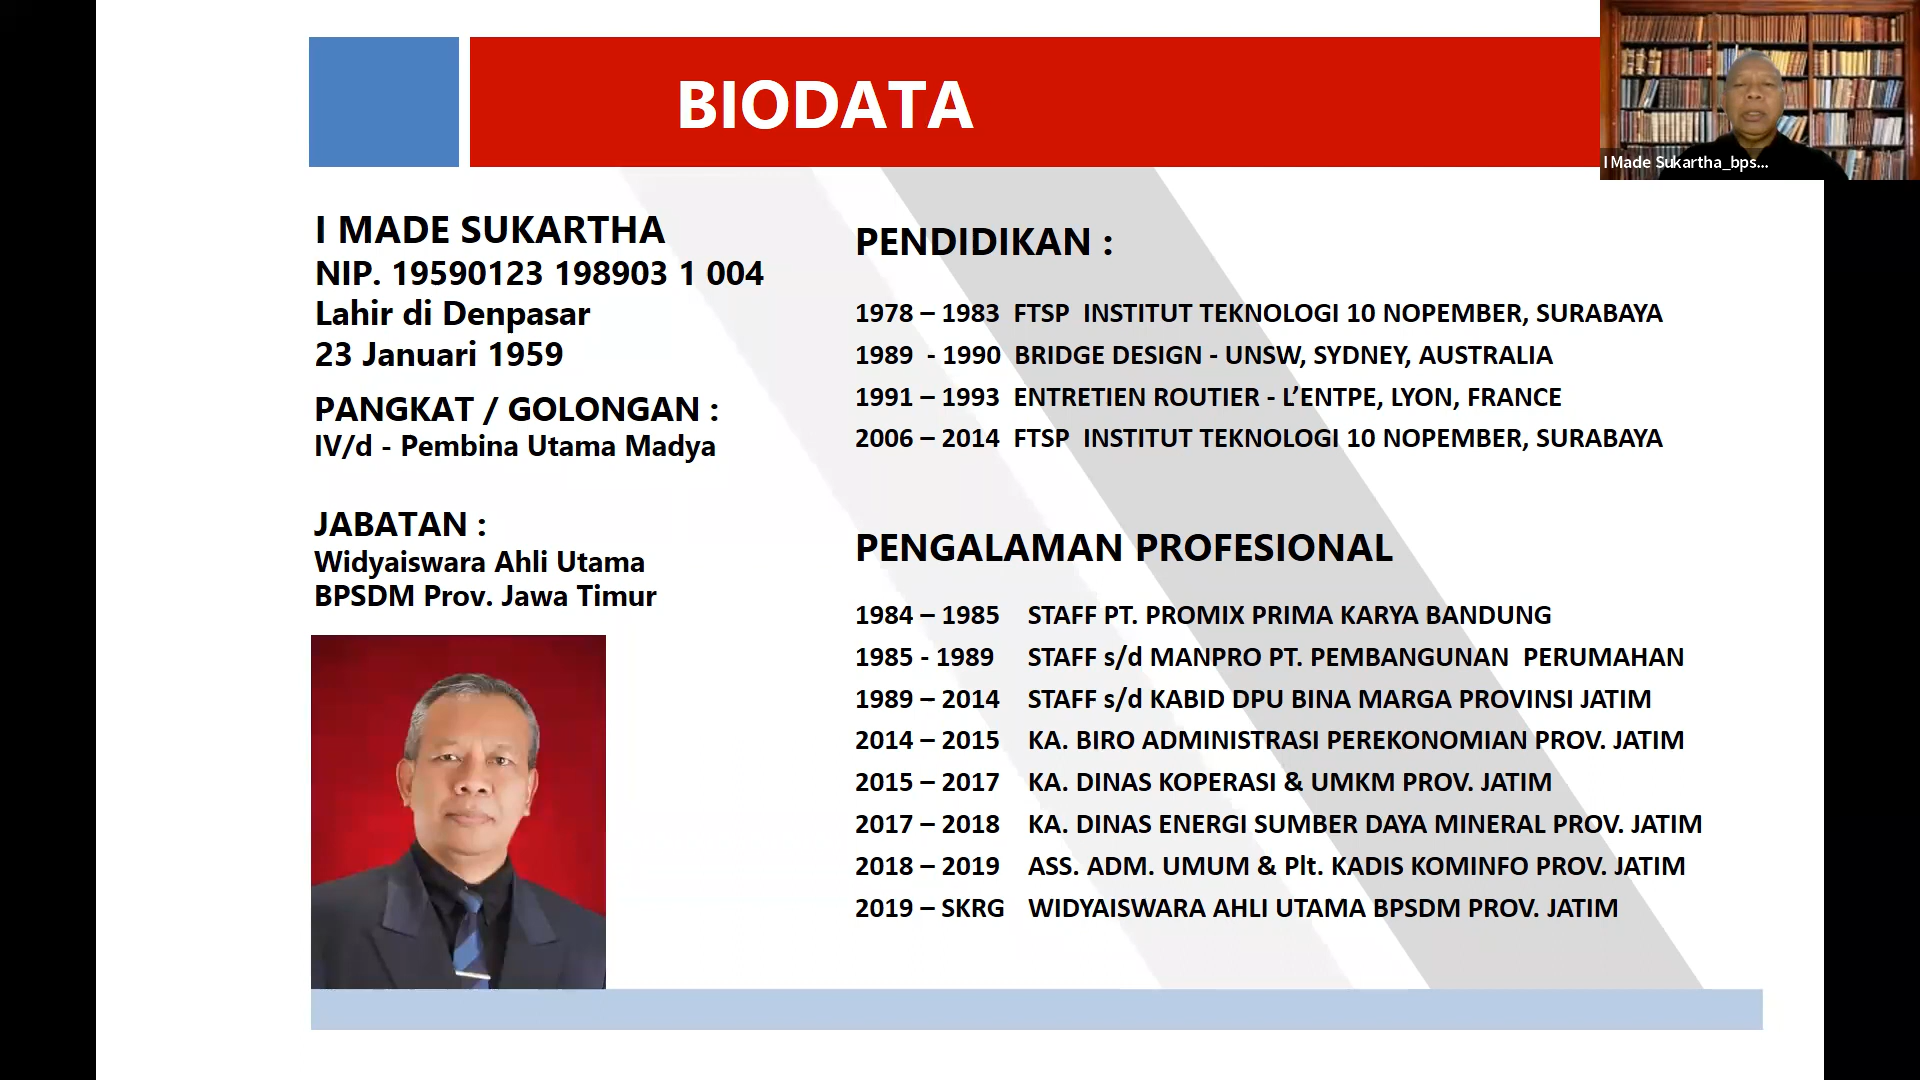 BIODATA
I Made Sukartha_bps...
I MADE SUKARTHA
NIP. 19590123 198903 1 004
Lahir di Denpasar
23 Januari 1959
PANGKAT / GOLONGAN :
IV/d - Pembina Utama Madya
JABATAN :
Widyaiswara Ahli Utama
BPSDM Prov. Jawa Timur
PENDIDIKAN :
1978 – 1983 FTSP INSTITUT TEKNOLOGI 10 NOPEMBER, SURABAYA
1989 - 1990 BRIDGE DESIGN - UNSW, SYDNEY, AUSTRALIA
1991 – 1993 ENTRETIEN ROUTIER - L’ENTPE, LYON, FRANCE
2006 – 2014 FTSP INSTITUT TEKNOLOGI 10 NOPEMBER, SURABAYA
PENGALAMAN PROFESIONAL
1984 – 1985 STAFF PT. PROMIX PRIMA KARYA BANDUNG
1985 - 1989 STAFF s/d MANPRO PT. PEMBANGUNAN PERUMAHAN
1989 – 2014 STAFF s/d KABID DPU BINA MARGA PROVINSI JATIM
2014 – 2015 KA. BIRO ADMINISTRASI PEREKONOMIAN PROV. JATIM
2015 – 2017 KA. DINAS KOPERASI & UMKM PROV. JATIM
2017 – 2018 KA. DINAS ENERGI SUMBER DAYA MINERAL PROV. JATIM
2018 – 2019 ASS. ADM. UMUM & Plt. KADIS KOMINFO PROV. JATIM
2019 – SKRG WIDYAISWARA AHLI UTAMA BPSDM PROV. JATIM